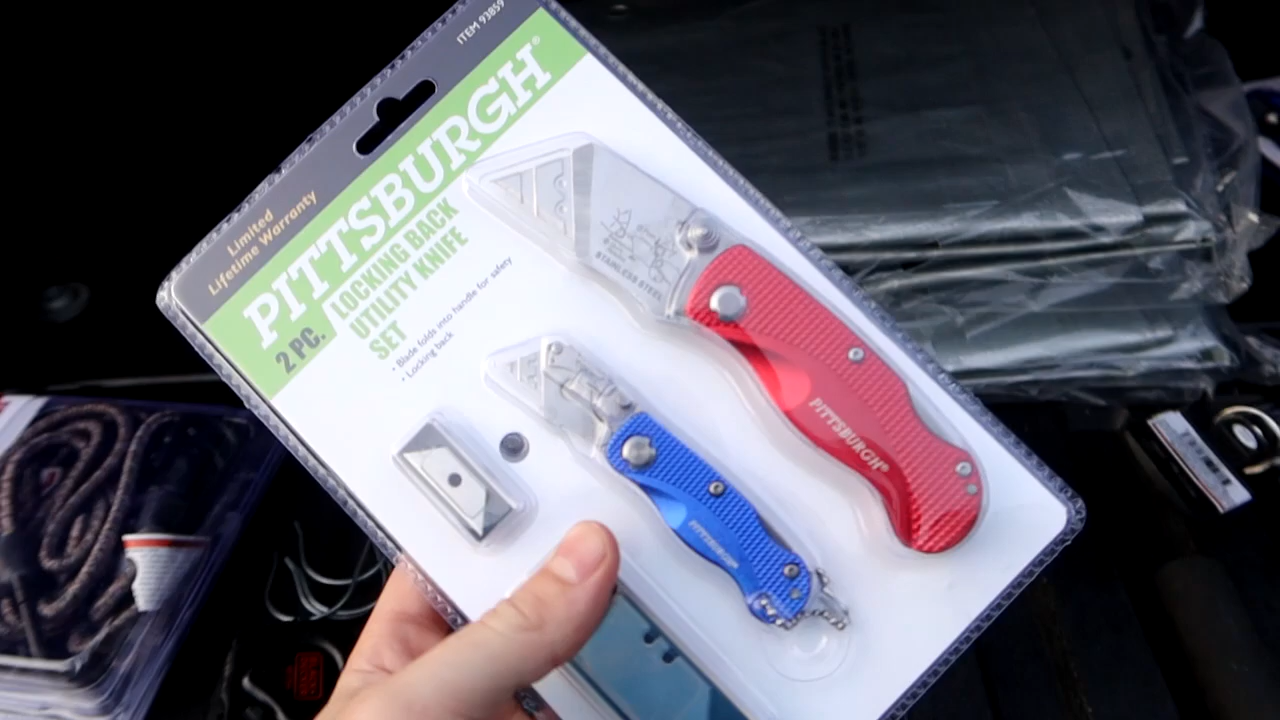 ITEM 93859
Limited
Lifetime Warranty
PITTSBURGH®
2 PC.
LOCKING BACK
UTILITY KNIFE
SET
• Blade folds into handle for safety
• Locking back
STAINLESS STEEL
PITTSBURGH®
PITTSBURGH®